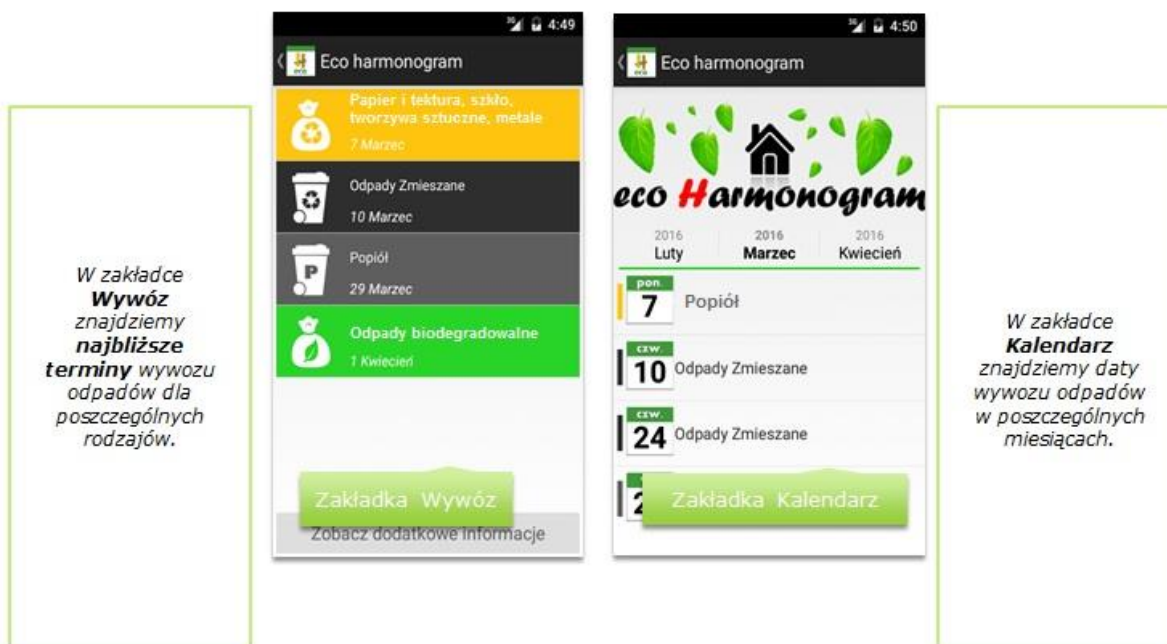 W zakładce
Wywóz
znajdziemy
najbliższe
terminy wywozu
odpadów dla
poszczególnych
rodzajów.
3G 4:49
Eco harmonogram
Papier i tektura, szkło,
tworzywa sztuczne, metale
7 Marzec
Odpady Zmieszane
10 Marzec
P
Popiół
29 Marzec
Odpady biodegradowalne
1 Kwiecień
Zakładka Wywóz
Zobacz dodatkowe informacje
3G 4:50
Eco harmonogram
eco Harmonogram
2016 2016 2016
Luty Marzec Kwiecień
pon.
7 Popiół
czw.
10 Odpady Zmieszane
czw.
24 Odpady Zmieszane
2
Zakładka Kalendarz
W zakładce
Kalendarz
znajdziemy daty
wywozu odpadów
w poszczególnych
miesiącach.